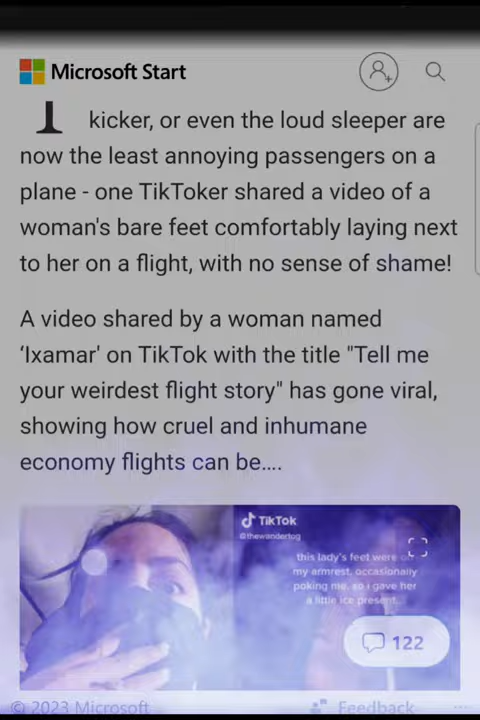 Microsoft Start
kicker, or even the loud sleeper are
now the least annoying passengers on a
plane - one TikToker shared a video of a
woman's bare feet comfortably laying next
to her on a flight, with no sense of shame!
A video shared by a woman named
‘Ixamar' on TikTok with the title "Tell me
your weirdest flight story" has gone viral,
showing how cruel and inhumane
economy flights can be....
TikTok
@thewandertog
this lady's feet were
my armrest, occasionally
poking me, so i gave her
a little ice present...
122
© 2023 Microsoft
Feedback